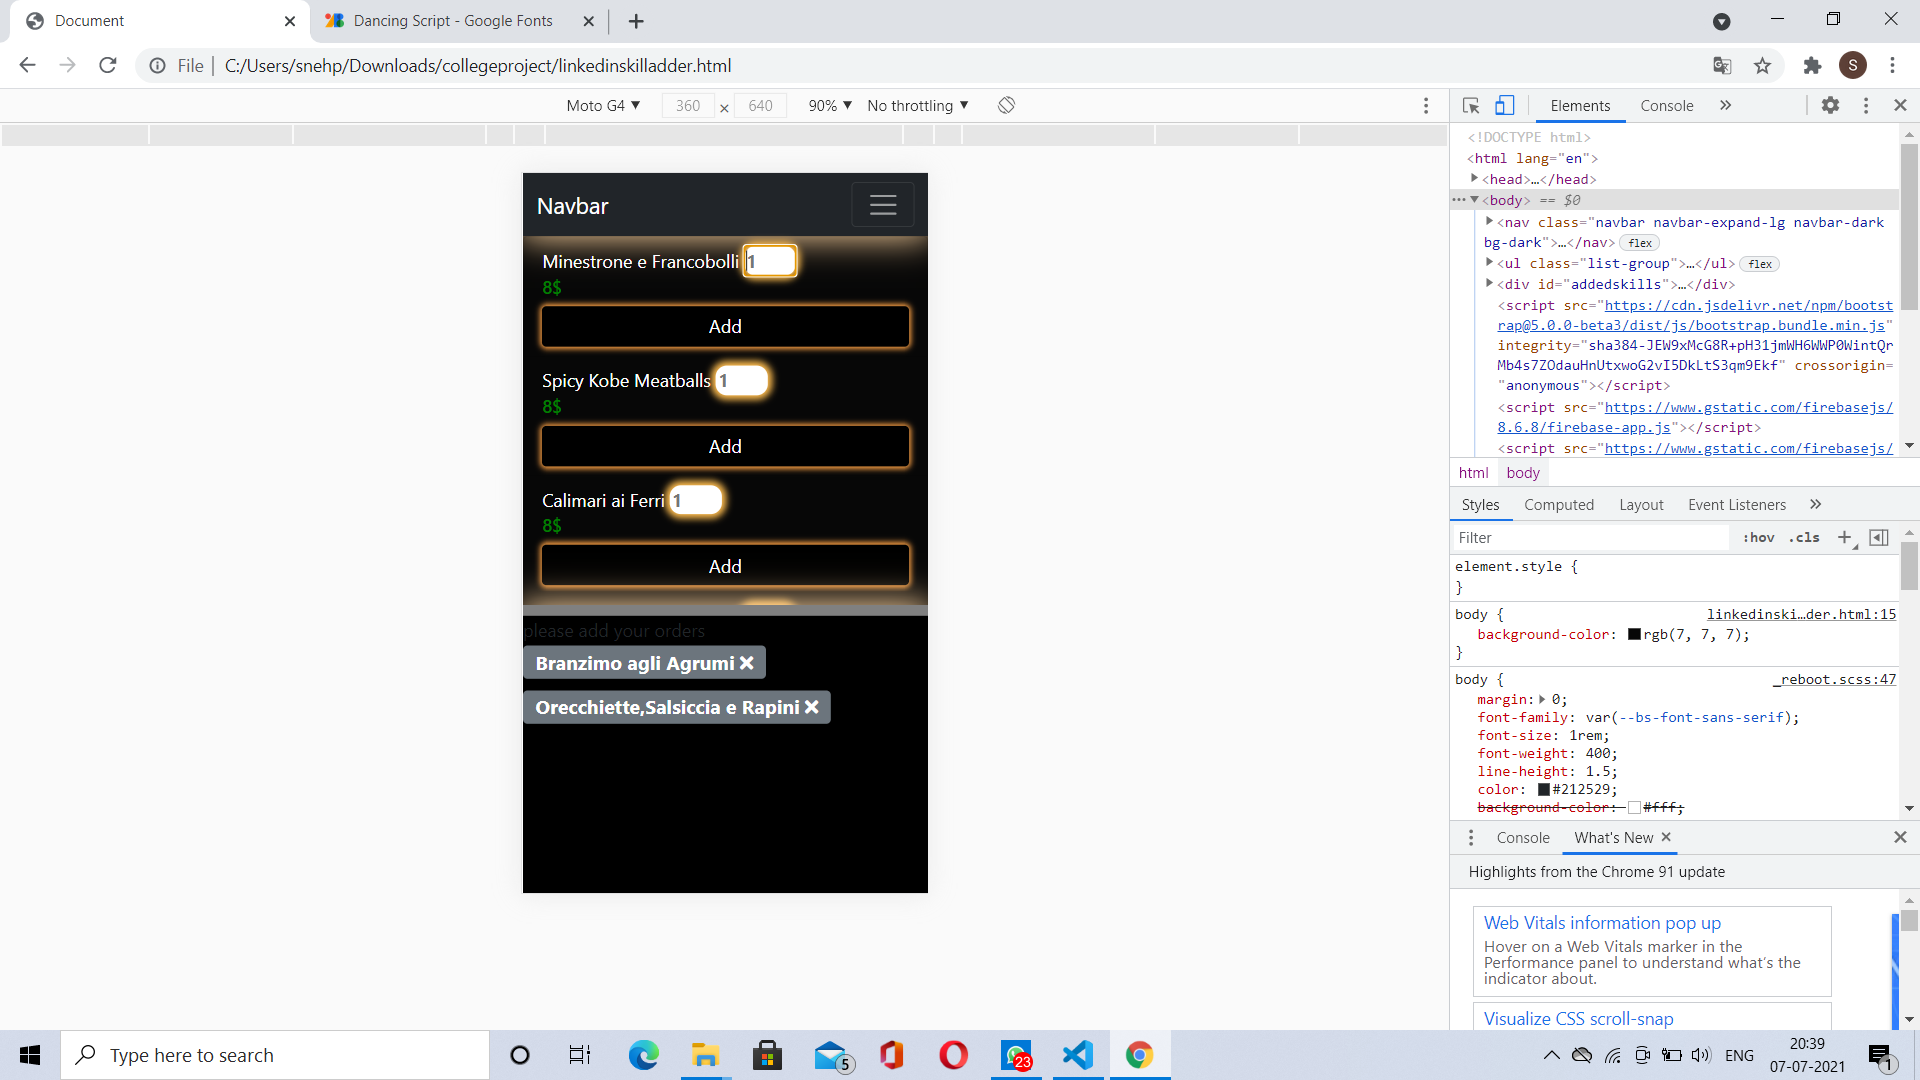 Document
Dancing Script - Google Fonts
File
C:/Users/snehp/Downloads/collegeproject/linkedinskilladder.html
S
Moto G4 ▼ 360 × 640 90% ▼ No throttling ▼
Navbar
Minestrone e Francobolli 1
8$
Add
Spicy Kobe Meatballs 1
8$
Add
Calimari ai Ferri 1
8$
Add
please add your orders
Branzimo agli Agrumi ×
Orecchiette,Salsiccia e Rapini ×
Elements Console »
<!DOCTYPE html>
<html lang="en">
<head>…</head>
<body> == $0
<nav class="navbar navbar-expand-lg navbar-dark
bg-dark">…</nav> flex
<ul class="list-group">…</ul> flex
<div id="addedskills">…</div>
<script src="https://cdn.jsdelivr.net/npm/bootst
rap@5.0.0-beta3/dist/js/bootstrap.bundle.min.js"
integrity="sha384-JEW9xMcG8R+pH31jmWH6WWP0WintQr
Mb4s7ZOdauHnUtxwoG2vI5DkLtS3qm9Ekf" crossorigin=
"anonymous"></script>
<script src="https://www.gstatic.com/firebasejs/
8.6.8/firebase-app.js"></script>
<script src="https://www.gstatic.com/firebasejs/
html body
Styles Computed Layout Event Listeners »
Filter :hov .cls +
element.style {
}
body { linkedinski…der.html:15
background-color: rgb(7, 7, 7);
}
body { _reboot.scss:47
margin: 0;
font-family: var(--bs-font-sans-serif);
font-size: 1rem;
font-weight: 400;
line-height: 1.5;
color: #212529;
background-color: #fff;
Console What's New ×
Highlights from the Chrome 91 update
Web Vitals information pop up
Hover on a Web Vitals marker in the
Performance panel to understand what's the
indicator about.
Visualize CSS scroll-snap
Type here to search
5
23
ENG
20:39
07-07-2021
1